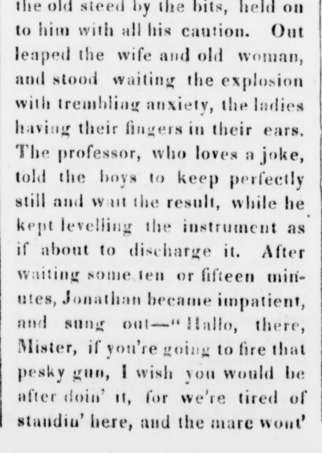 the old steed by the bits, held on
to him with all his caution. Out
leaped the wife and old woman,
and stood waiting the explosion
with trembling anxiety, the ladies
having their fingers in their ears.
The professor, who loves a joke,
told the boys to keep perfectly
still and wait the result, while he
kept levelling the instrument as
if about to discharge it. After
waiting some ten or fifteen min-
utes, Jonathan became impatient,
and sung out—"Hallo, there,
Mister, if you're going to fire that
pesky gun, I wish you would be
after doin' it, for we're tired of
standin' here, and the mare wont'